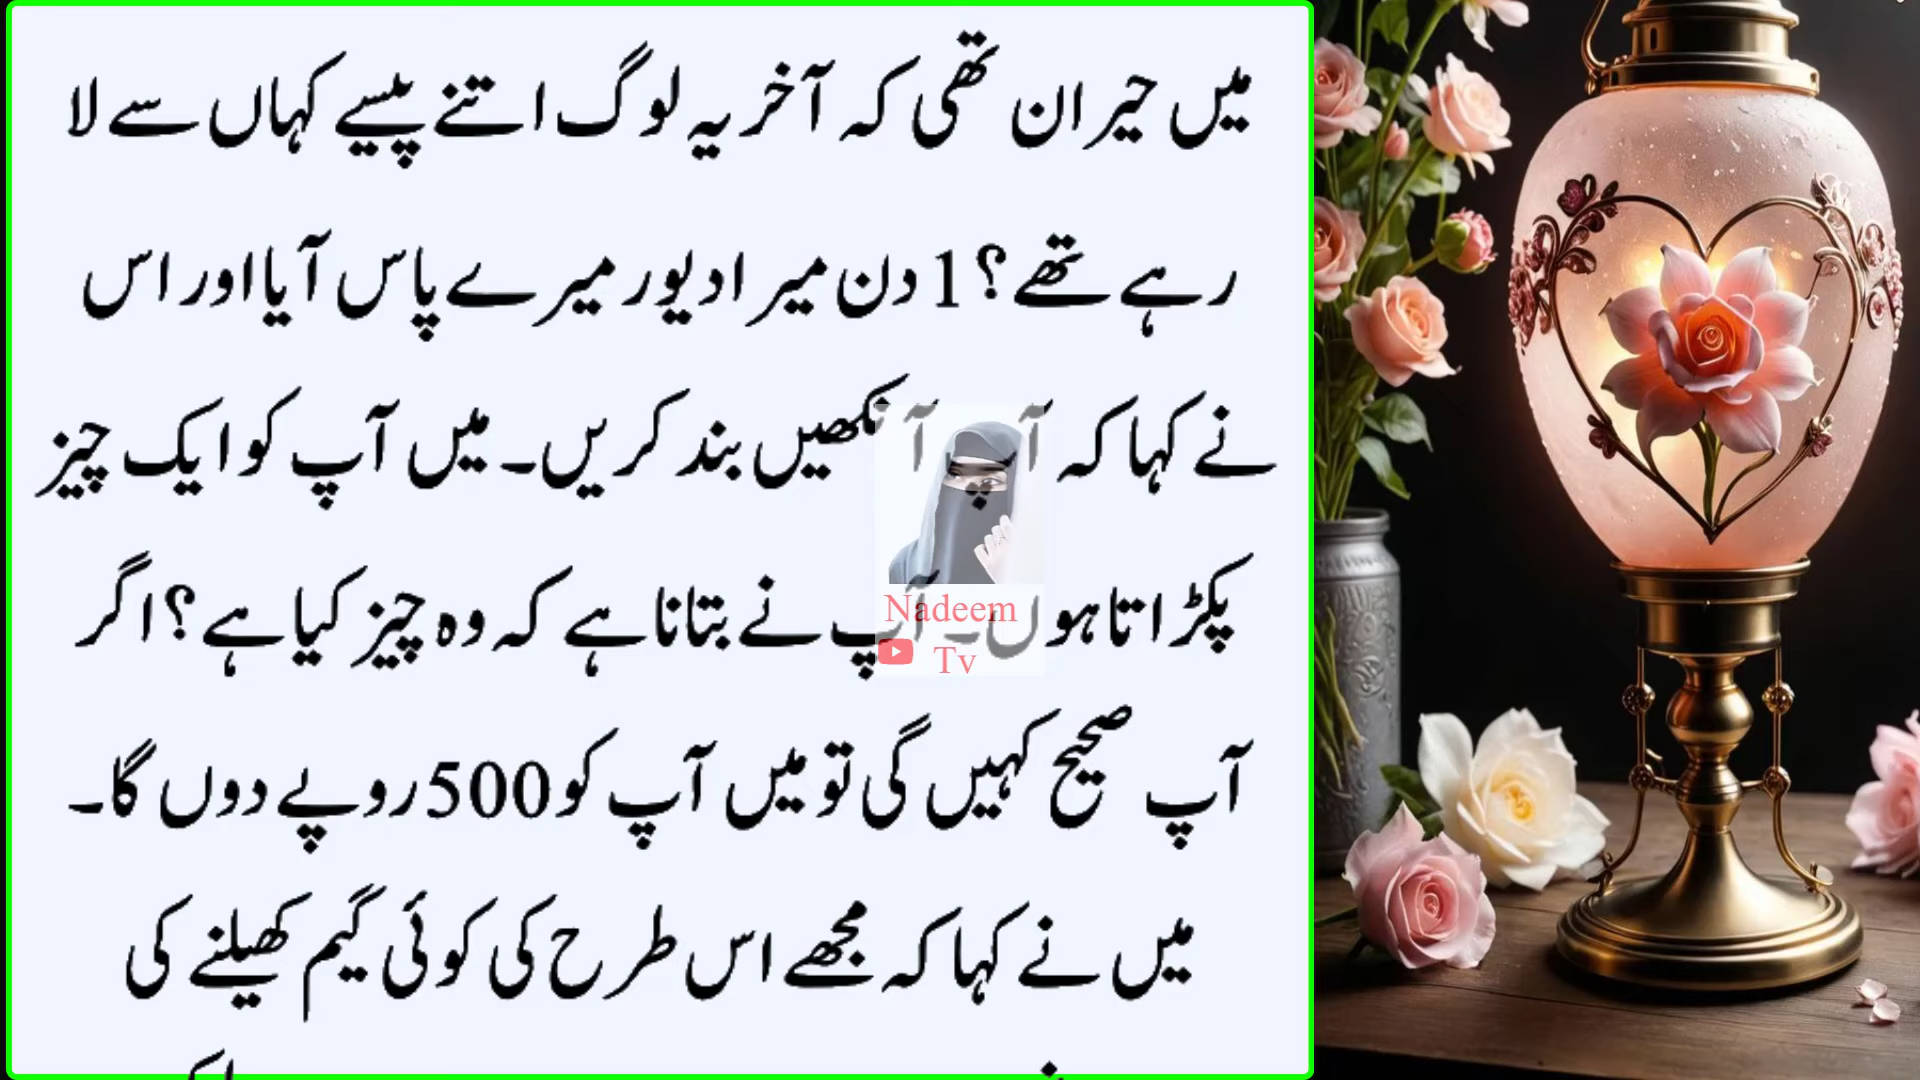 میں حیران تھی کہ آخر یہ لوگ اتنے پیسے کہاں سے لا
رہے تھے؟ 1 دن میرا دیور میرے پاس آیا اور اس
نے کہا کہ آپ آنکھیں بند کریں۔ میں آپ کو ایک چیز
پکڑاتا ہوں۔ آپ نے بتانا ہے کہ وہ چیز کیا ہے؟ اگر
آپ صحیح کہیں گی تو میں آپ کو 500 روپے دوں گا۔
میں نے کہا کہ مجھے اس طرح کی کوئی گیم کھیلنے کی
Nadeem
Tv